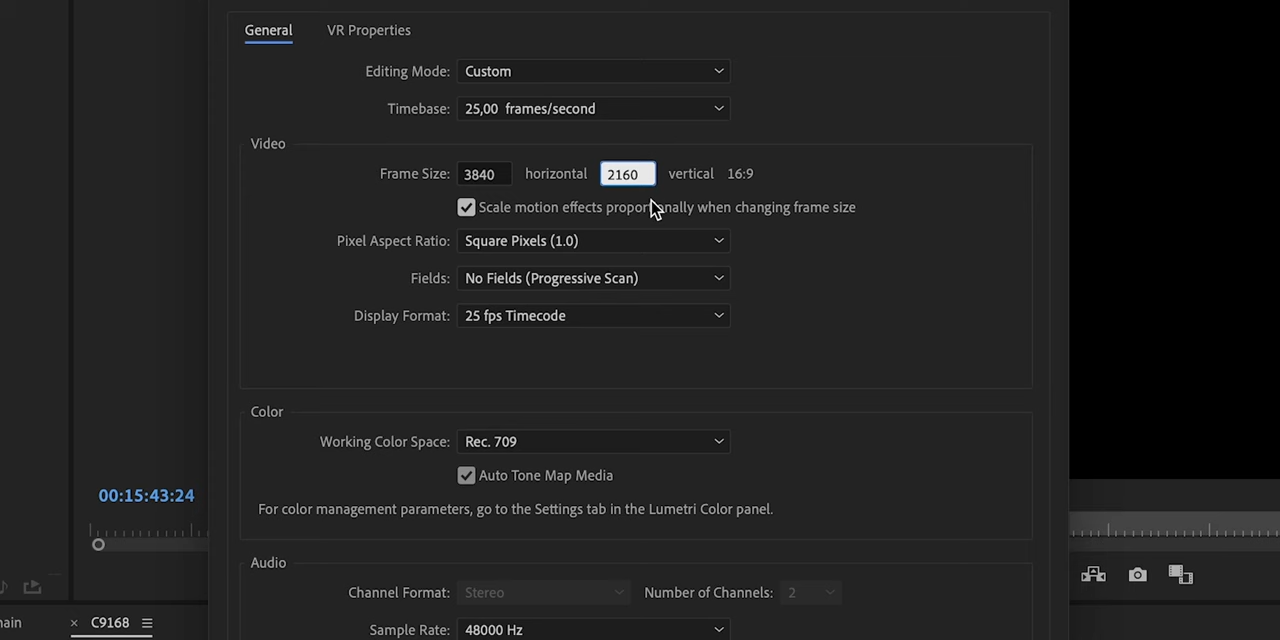 General VR Properties
Editing Mode: Custom
Timebase: 25,00 frames/second
Video
Frame Size: 3840 horizontal 2160 vertical 16:9
Scale motion effects proportionally when changing frame size
Pixel Aspect Ratio: Square Pixels (1.0)
Fields: No Fields (Progressive Scan)
Display Format: 25 fps Timecode
Color
Working Color Space: Rec. 709
Auto Tone Map Media
00:15:43:24
For color management parameters, go to the Settings tab in the Lumetri Color panel.
Audio
Channel Format: Stereo Number of Channels: 2
C9168
Sample Rate: 48000 Hz